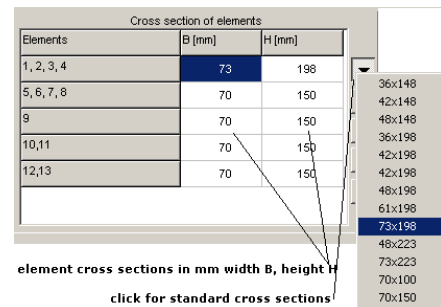 Cross section of elements
Elements B [mm] H [mm]
1, 2, 3, 4 73 198
5, 6, 7, 8 70 150
9 70 150
10,11 70 150
12,13 70 150
36x148
42x148
48x148
36x198
42x198
42x198
48x198
61x198
73x198
48x223
73x223
70x100
70x150
element cross sections in mm width B, height H
click for standard cross sections